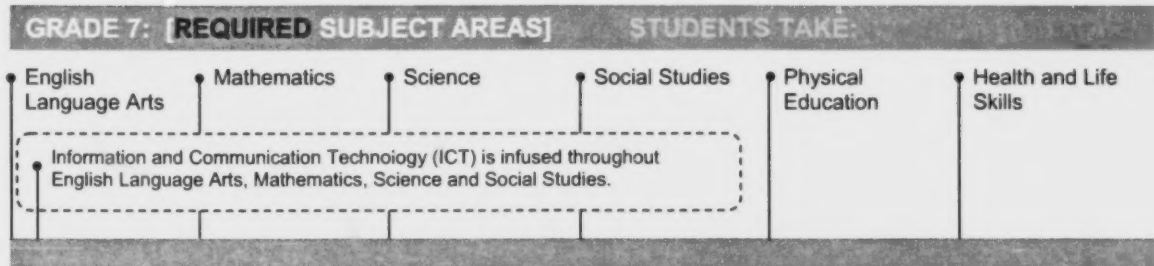 GRADE 7: [REQUIRED SUBJECT AREAS] STUDENTS TAKE:
English
Language Arts
Mathematics
Science
Social Studies
Physical
Education
Health and Life
Skills
Information and Communication Technology (ICT) is infused throughout
English Language Arts, Mathematics, Science and Social Studies.